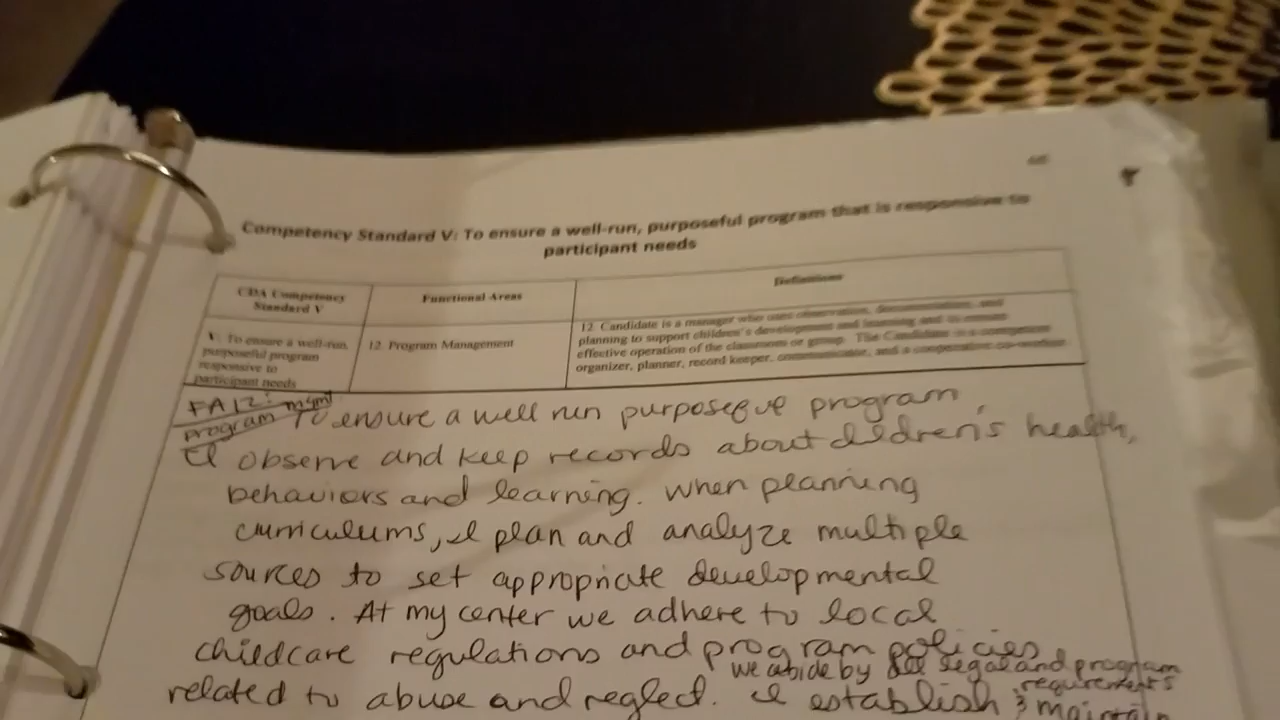 Competency Standard V: To ensure a well-run, purposeful program that is responsive to
participant needs
CDA Competency
Standard V
Functional Areas
Definitions
V. To ensure a well-run,
purposeful program
responsive to
participant needs
12. Program Management
12. Candidate is a manager who uses observation, documentation, and
planning to support children's development and learning and to ensure
effective operation of the classroom or group. The Candidate is a competent
organizer, planner, record keeper, communicator, and a cooperative co-worker.
FA12: mgmt
program To ensure a well run purposeful program,
I observe and keep records about children's health,
behaviors and learning. When planning
curriculums, I plan and analyze multiple
sources to set appropriate developmental
goals. At my center we adhere to local
childcare regulations and program policies
we abide by all legal and program
requirements
related to abuse and neglect. I establish & maintain